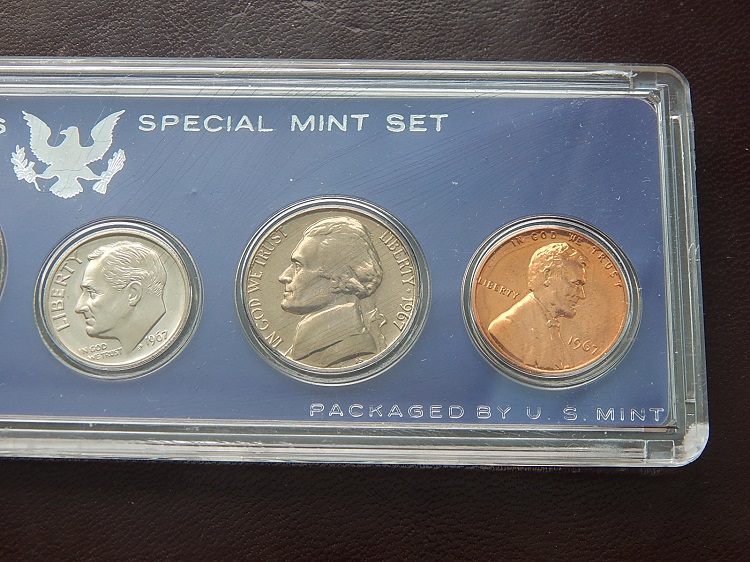 S SPECIAL MINT SET
LIBERTY
IN GOD
WE TRUST
1967
IN GOD WE TRUST
LIBERTY 1967
IN GOD WE TRUST
LIBERTY
1967
PACKAGED BY U. S. MINT